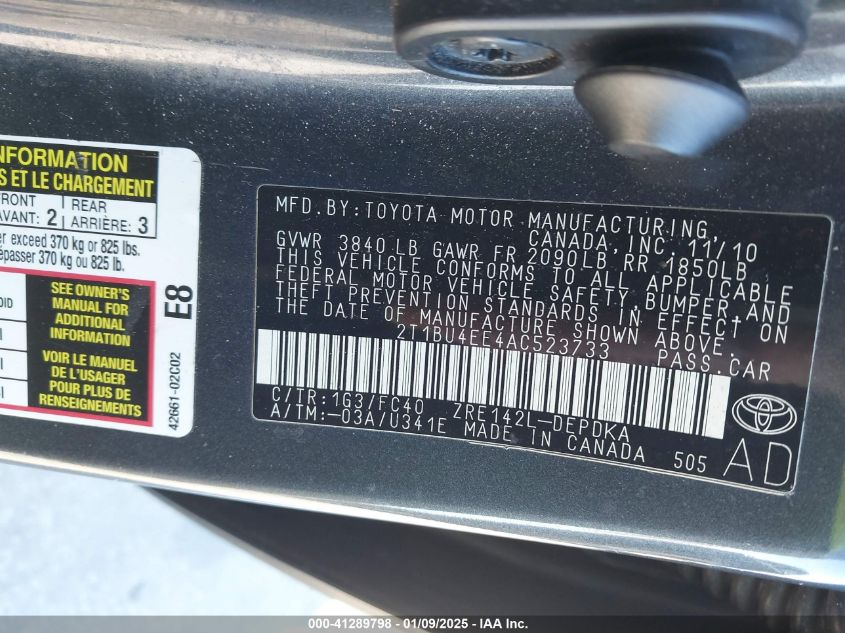 NFORMATION
S ET LE CHARGEMENT
FRONT
AVANT: 2
REAR
ARRIÈRE: 3
er exceed 370 kg or 825 lbs.
épasser 370 kg ou 825 lb.
OID
SEE OWNER'S
MANUAL FOR
ADDITIONAL
INFORMATION
VOIR LE MANUEL
DE L'USAGER
POUR PLUS DE
RENSEIGNEMENTS
E8
42661-02C02
MFD.BY:TOYOTA MOTOR MANUFACTURING,
CANADA, INC. 11/10
GVWR 3840 LB GAWR FR 2090LB RR 1850LB
THIS VEHICLE CONFORMS TO ALL APPLICABLE
FEDERAL MOTOR VEHICLE SAFETY, BUMPER, AND
THEFT PREVENTION STANDARDS IN EFFECT ON
THE DATE OF MANUFACTURE SHOWN ABOVE.
2T1BU4EE4AC523733 PASS.CAR
C/TR:1G3/FC40 ZRE142L-DEPDKA
A/TM:-03A/U341E MADE IN CANADA 505
AD
000-41289798 - 01/09/2025 - IAAI Inc.